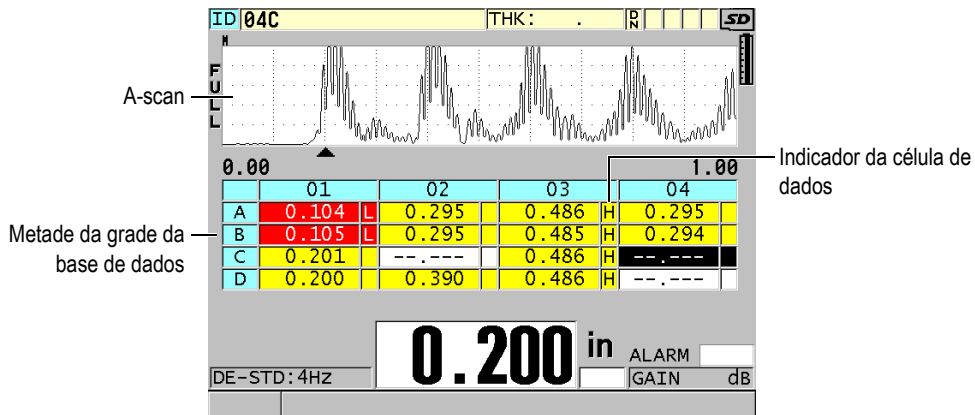 ID 04C THK: . DN SD
M
FULL
A-scan
0.00 1.00
Indicador da célula de
dados
01 02 03 04
A 0.104 L 0.295 0.486 H 0.295
B 0.105 L 0.295 0.485 H 0.294
C 0.201 --.--- 0.486 H --.---
D 0.200 0.390 0.486 H --.---
Metade da grade da
base de dados
0.200 in
ALARM
DE-STD:4Hz GAIN dB